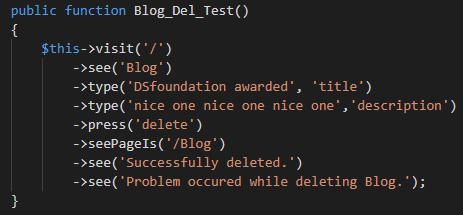 public function Blog_Del_Test()
{
$this->visit('/')
->see('Blog')
->type('DSfoundation awarded', 'title')
->type('nice one nice one nice one','description')
->press('delete')
->seePageIs('/Blog')
->see('Successfully deleted.')
->see('Problem occured while deleting Blog.');
}